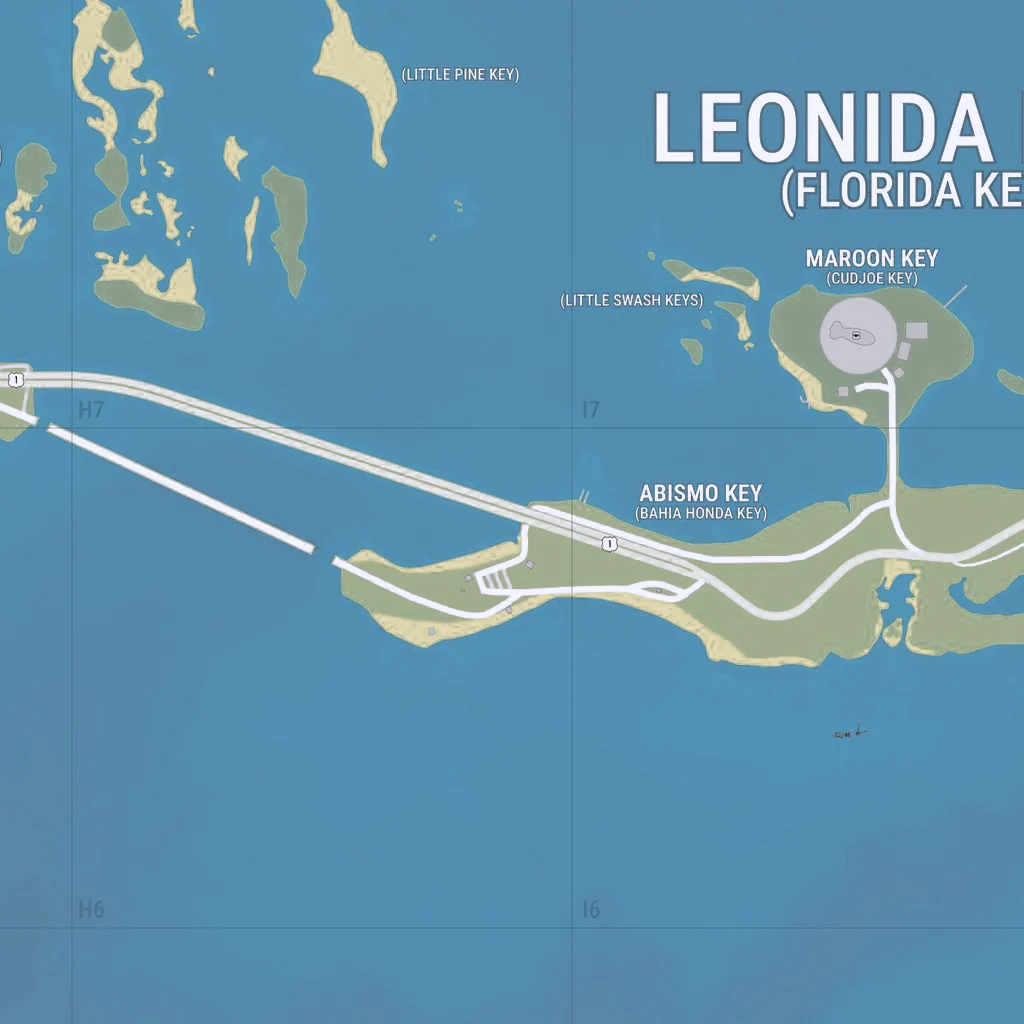 (LITTLE PINE KEY)
LEONIDA
(FLORIDA KE
MAROON KEY
(CUDJOE KEY)
(LITTLE SWASH KEYS)
1
H7
I7
ABISMO KEY
(BAHIA HONDA KEY)
1
H6
I6